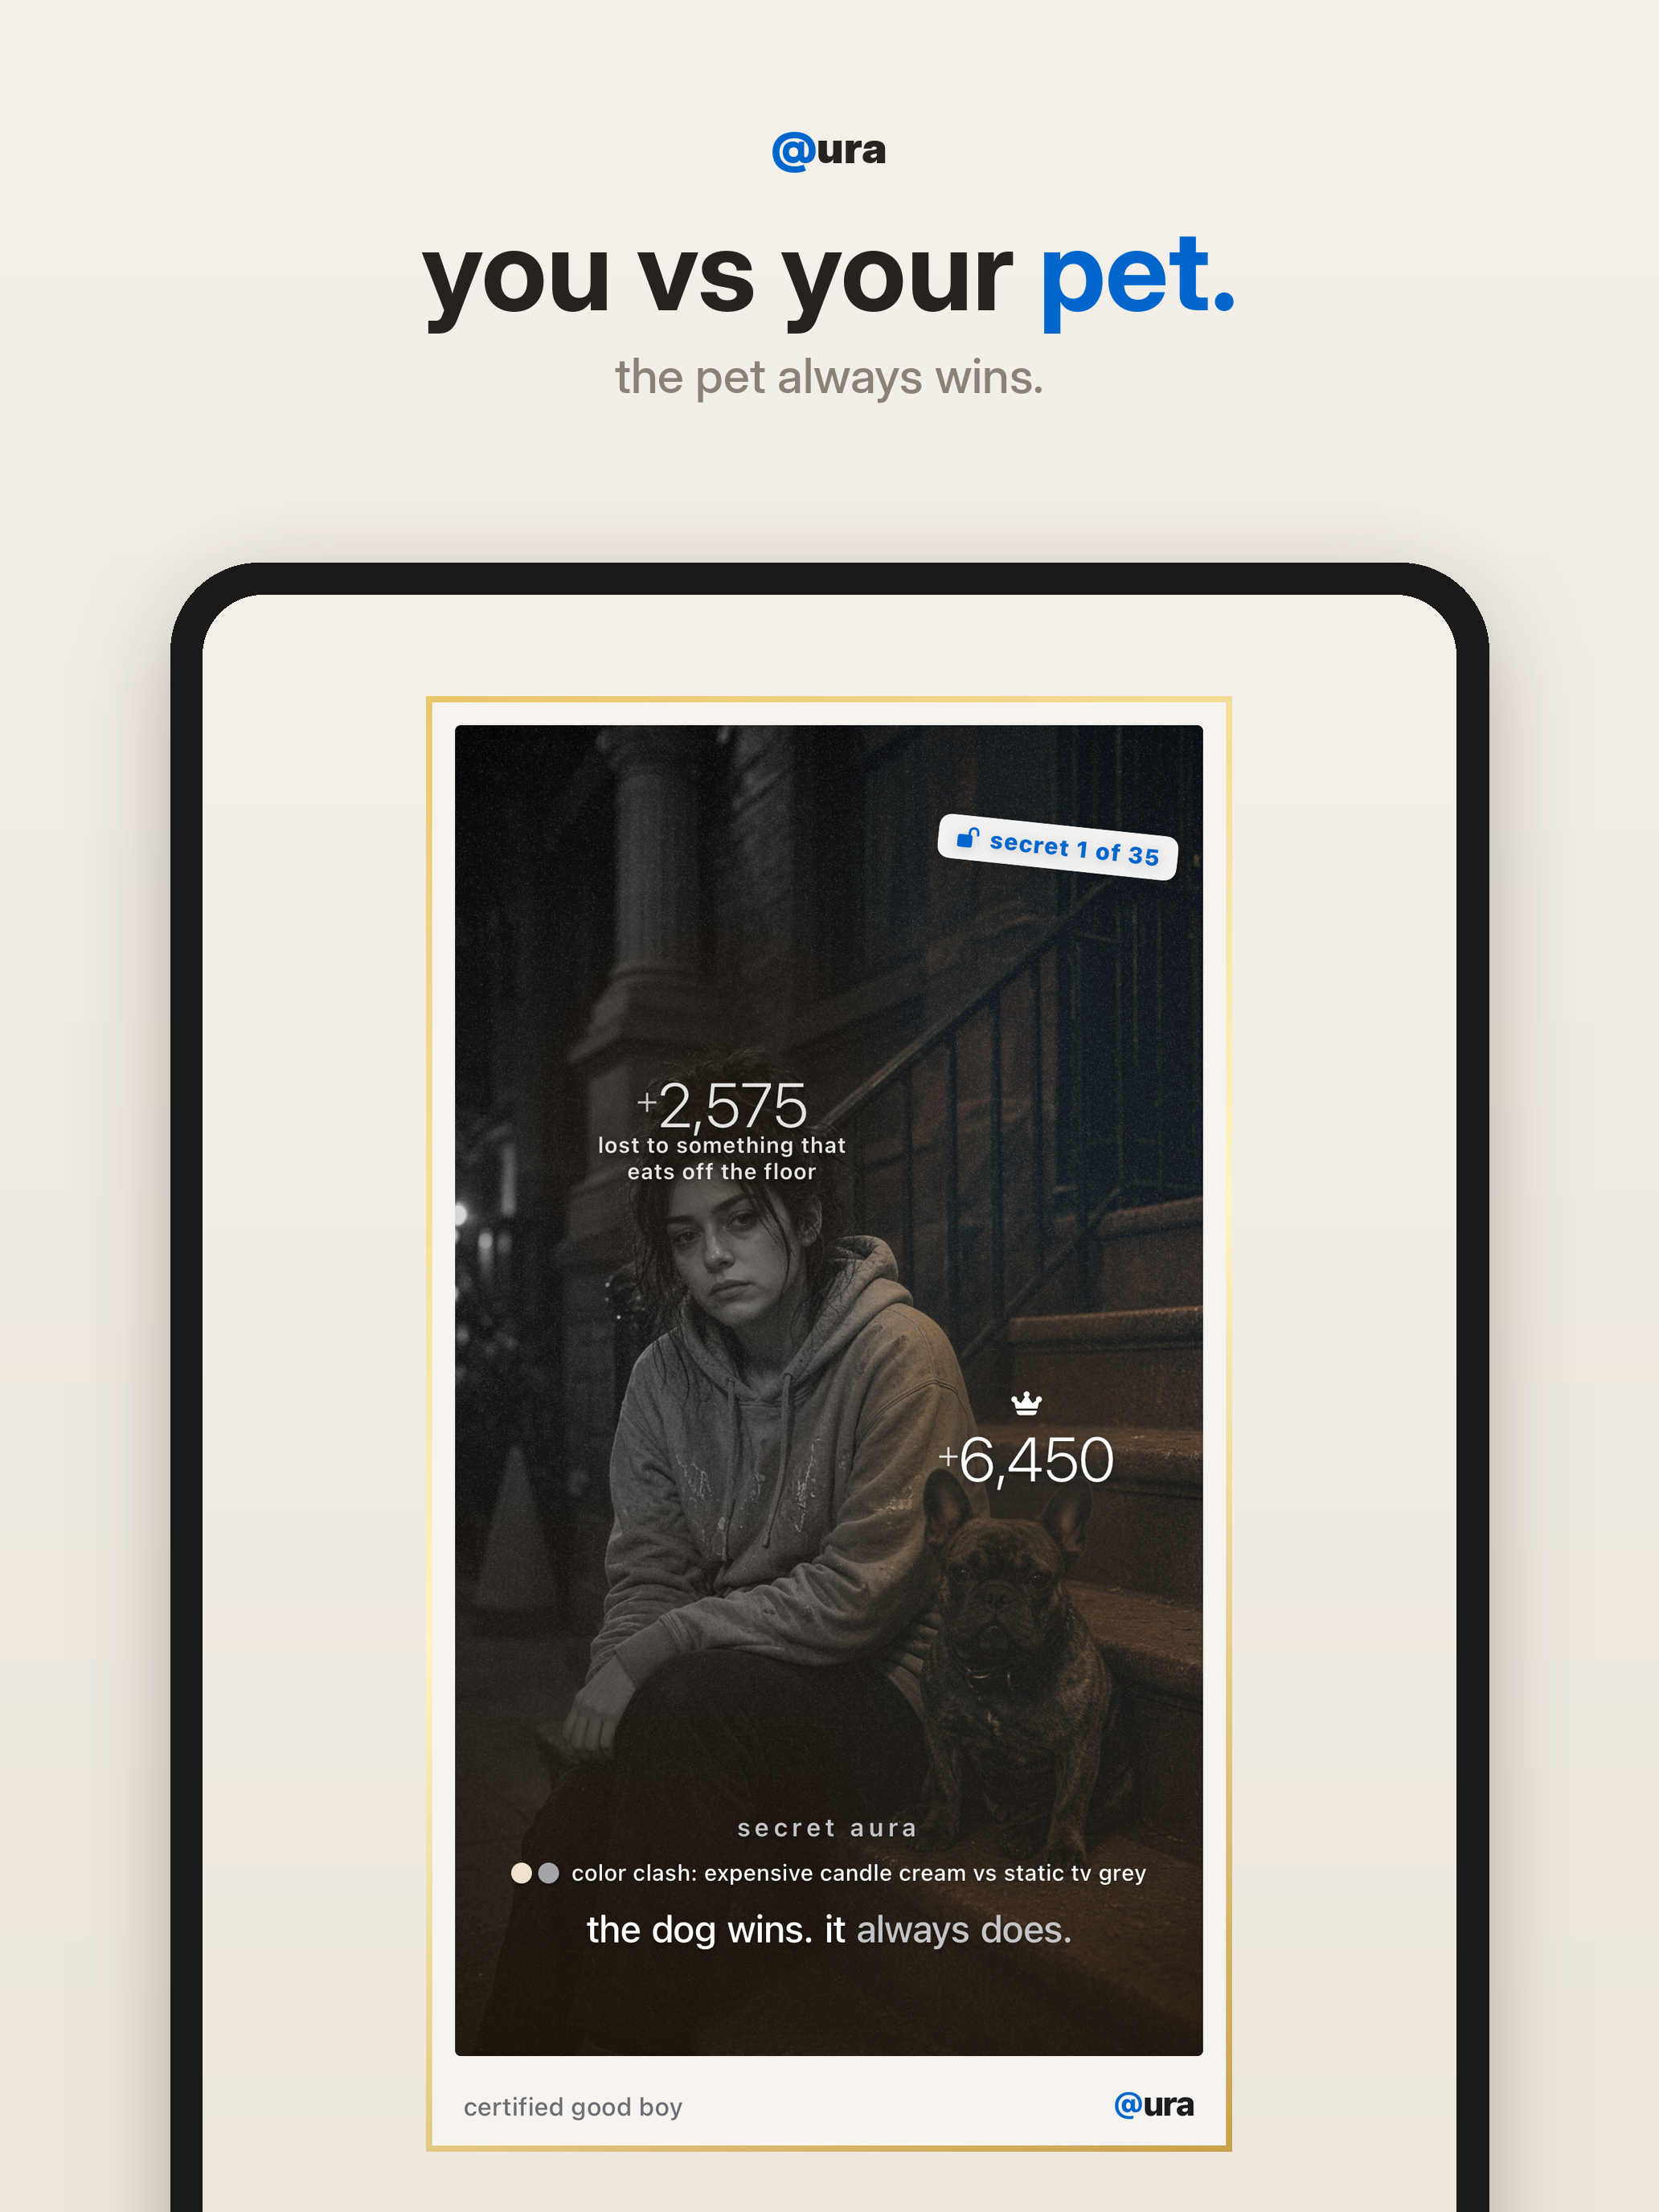 @ura
you vs your pet.
the pet always wins.
secret 1 of 35
+2,575
lost to something that
eats off the floor
+6,450
secret aura
color clash: expensive candle cream vs static tv grey
the dog wins. it always does.
certified good boy
@ura